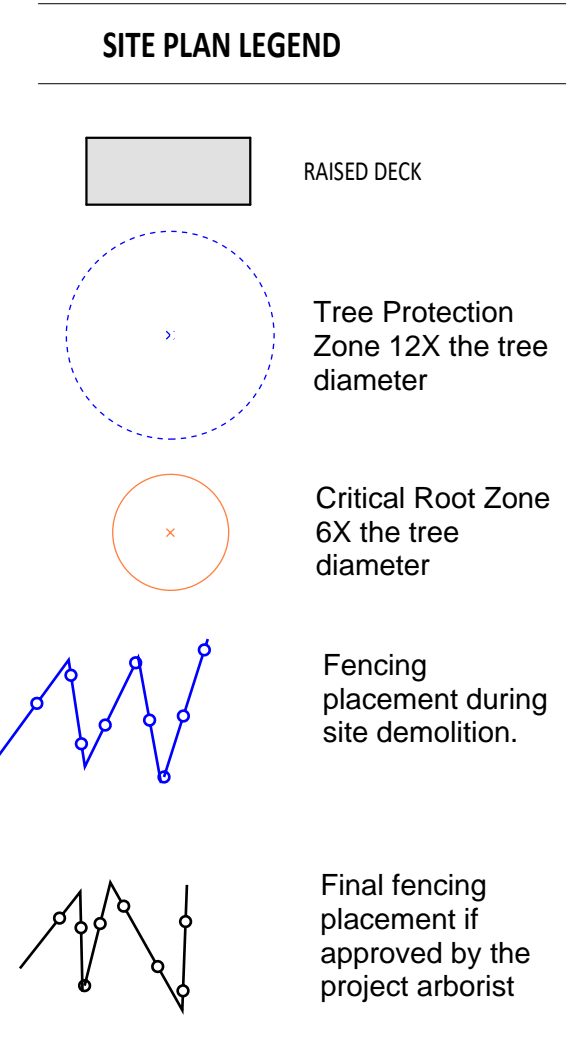 SITE PLAN LEGEND
RAISED DECK
Tree Protection
Zone 12X the tree
diameter
Critical Root Zone
6X the tree
diameter
Fencing
placement during
site demolition.
Final fencing
placement if
approved by the
project arborist